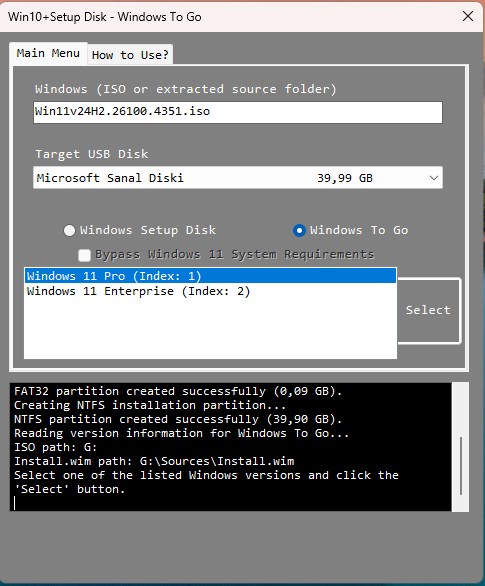 Win10+Setup Disk - Windows To Go
Main Menu
How to Use?
Windows (ISO or extracted source folder)
Win11v24H2.26100.4351.iso
Target USB Disk
Microsoft Sanal Diski 39,99 GB
Windows Setup Disk
Windows To Go
Bypass Windows 11 System Requirements
Windows 11 Pro (Index: 1)
Windows 11 Enterprise (Index: 2)
Select
FAT32 partition created successfully (0,09 GB).
Creating NTFS installation partition...
NTFS partition created successfully (39,90 GB).
Reading version information for Windows To Go...
ISO path: G:
Install.wim path: G:\Sources\Install.wim
Select one of the listed Windows versions and click the
'Select' button.